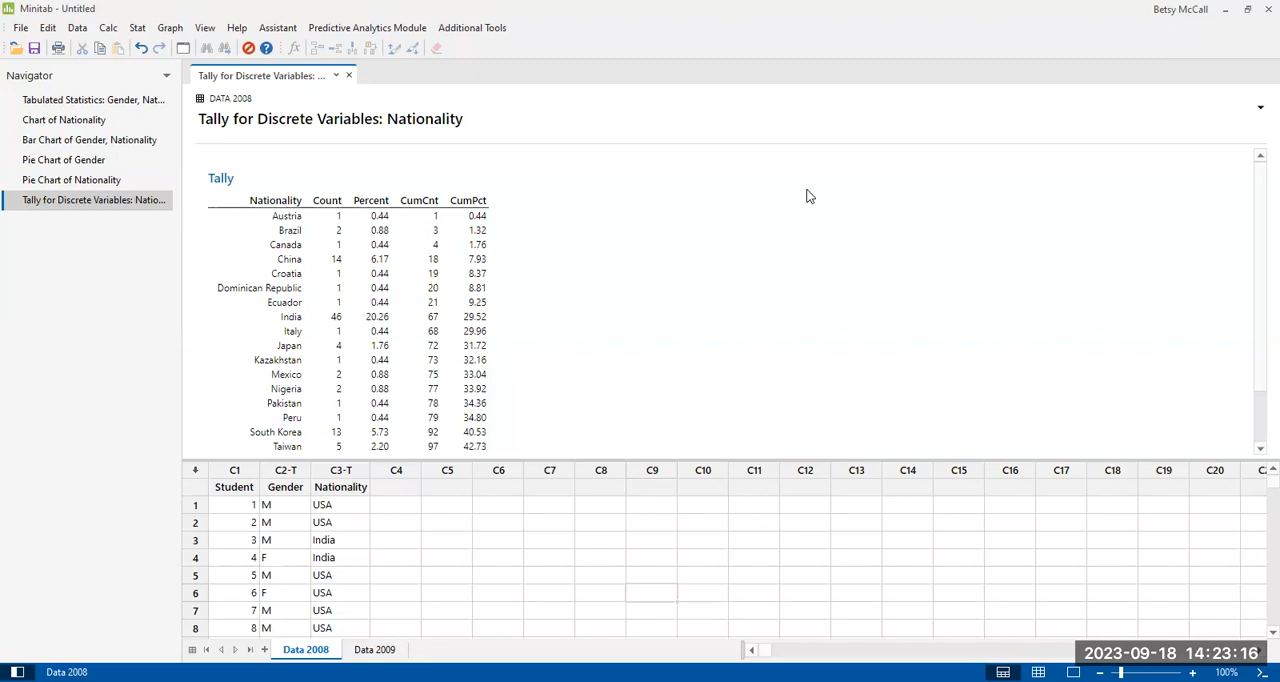 Minitab - Untitled
Betsy McCall
File Edit Data Calc Stat Graph View Help Assistant Predictive Analytics Module Additional Tools
Navigator
Tabulated Statistics: Gender, Nat...
Chart of Nationality
Bar Chart of Gender, Nationality
Pie Chart of Gender
Pie Chart of Nationality
Tally for Discrete Variables: Natio...
Tally for Discrete Variables: ...
DATA 2008
Tally for Discrete Variables: Nationality
Tally
Nationality Count Percent CumCnt CumPct
Austria 1 0.44 1 0.44
Brazil 2 0.88 3 1.32
Canada 1 0.44 4 1.76
China 14 6.17 18 7.93
Croatia 1 0.44 19 8.37
Dominican Republic 1 0.44 20 8.81
Ecuador 1 0.44 21 9.25
India 46 20.26 67 29.52
Italy 1 0.44 68 29.96
Japan 4 1.76 72 31.72
Kazakhstan 1 0.44 73 32.16
Mexico 2 0.88 75 33.04
Nigeria 2 0.88 77 33.92
Pakistan 1 0.44 78 34.36
Peru 1 0.44 79 34.80
South Korea 13 5.73 92 40.53
Taiwan 5 2.20 97 42.73
C1 C2-T C3-T C4 C5 C6 C7 C8 C9 C10 C11 C12 C13 C14 C15 C16 C17 C18 C19 C20
Student Gender Nationality
1 1 M USA
2 2 M USA
3 3 M India
4 4 F India
5 5 M USA
6 6 F USA
7 7 M USA
8 8 M USA
Data 2008 Data 2009
2023-09-18 14:23:16
Data 2008
100%